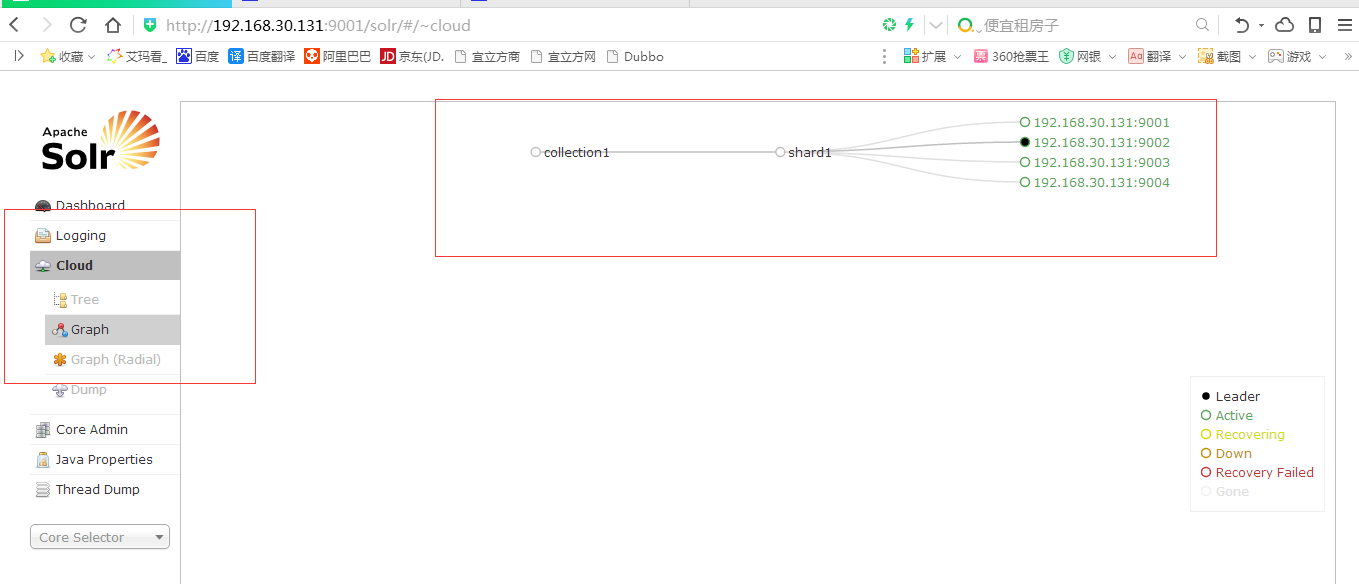 http://192.168.30.131:9001/solr/#/~cloud
便宜租房子
收藏 艾玛看_ 百度 百度翻译 阿里巴巴 京东(JD. 宜立方商 宜立方网 Dubbo 扩展 360抢票王 网银 翻译 截图 游戏
Apache
Solr
Dashboard
Logging
Cloud
Tree
Graph
Graph (Radial)
Dump
Core Admin
Java Properties
Thread Dump
Core Selector
collection1
shard1
192.168.30.131:9001
192.168.30.131:9002
192.168.30.131:9003
192.168.30.131:9004
Leader
Active
Recovering
Down
Recovery Failed
Gone